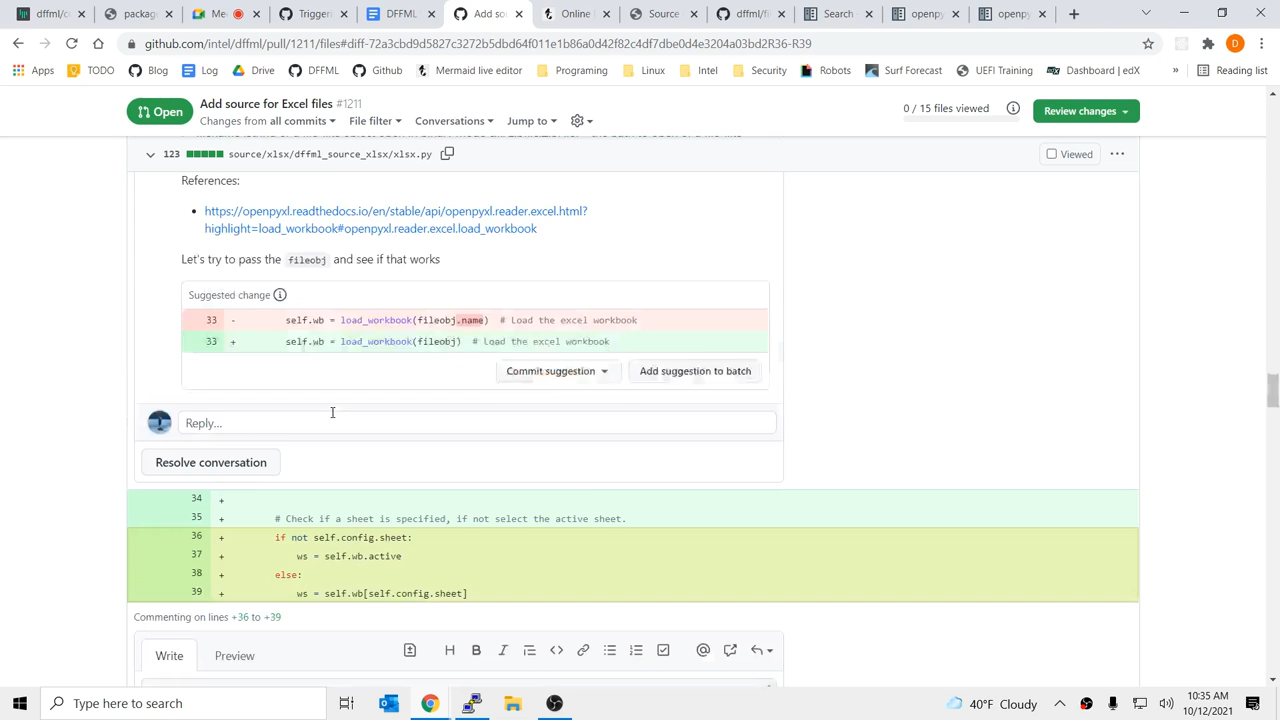 dffml/c
package
Me
Trigger
DFFML
Add so
Online
Source
dffml/
Search -
openpy
openpy
github.com/intel/dffml/pull/1211/files#diff-72a3cbd9d5827c3273b5dbd64f011e1b86a0d42f82c4df7dbe0d4e3204a03bd2R36-R39
Apps TODO Blog Log Drive DFFML Github Mermaid live editor Programing Linux Intel Security Robots Surf Forecast UEFI Training Dashboard | edX » Reading list
Open
Add source for Excel files #1211
Changes from all commits File filter Conversations Jump to
0 / 15 files viewed
Review changes
123 source/xlsx/dffml_source_xlsx/xlsx.py
Viewed
References:
https://openpyxl.readthedocs.io/en/stable/api/openpyxl.reader.excel.html?
highlight=load_workbook#openpyxl.reader.excel.load_workbook
Let's try to pass the fileobj and see if that works
Suggested change
33 - self.wb = load_workbook(fileobj.name) # Load the excel workbook
33 + self.wb = load_workbook(fileobj) # Load the excel workbook
Commit suggestion Add suggestion to batch
Reply...
Resolve conversation
34 +
35 + # Check if a sheet is specified, if not select the active sheet.
36 + if not self.config.sheet:
37 + ws = self.wb.active
38 + else:
39 + ws = self.wb[self.config.sheet]
Commenting on lines +36 to +39
Write Preview
Type here to search
40°F Cloudy
10:35 AM
10/12/2021